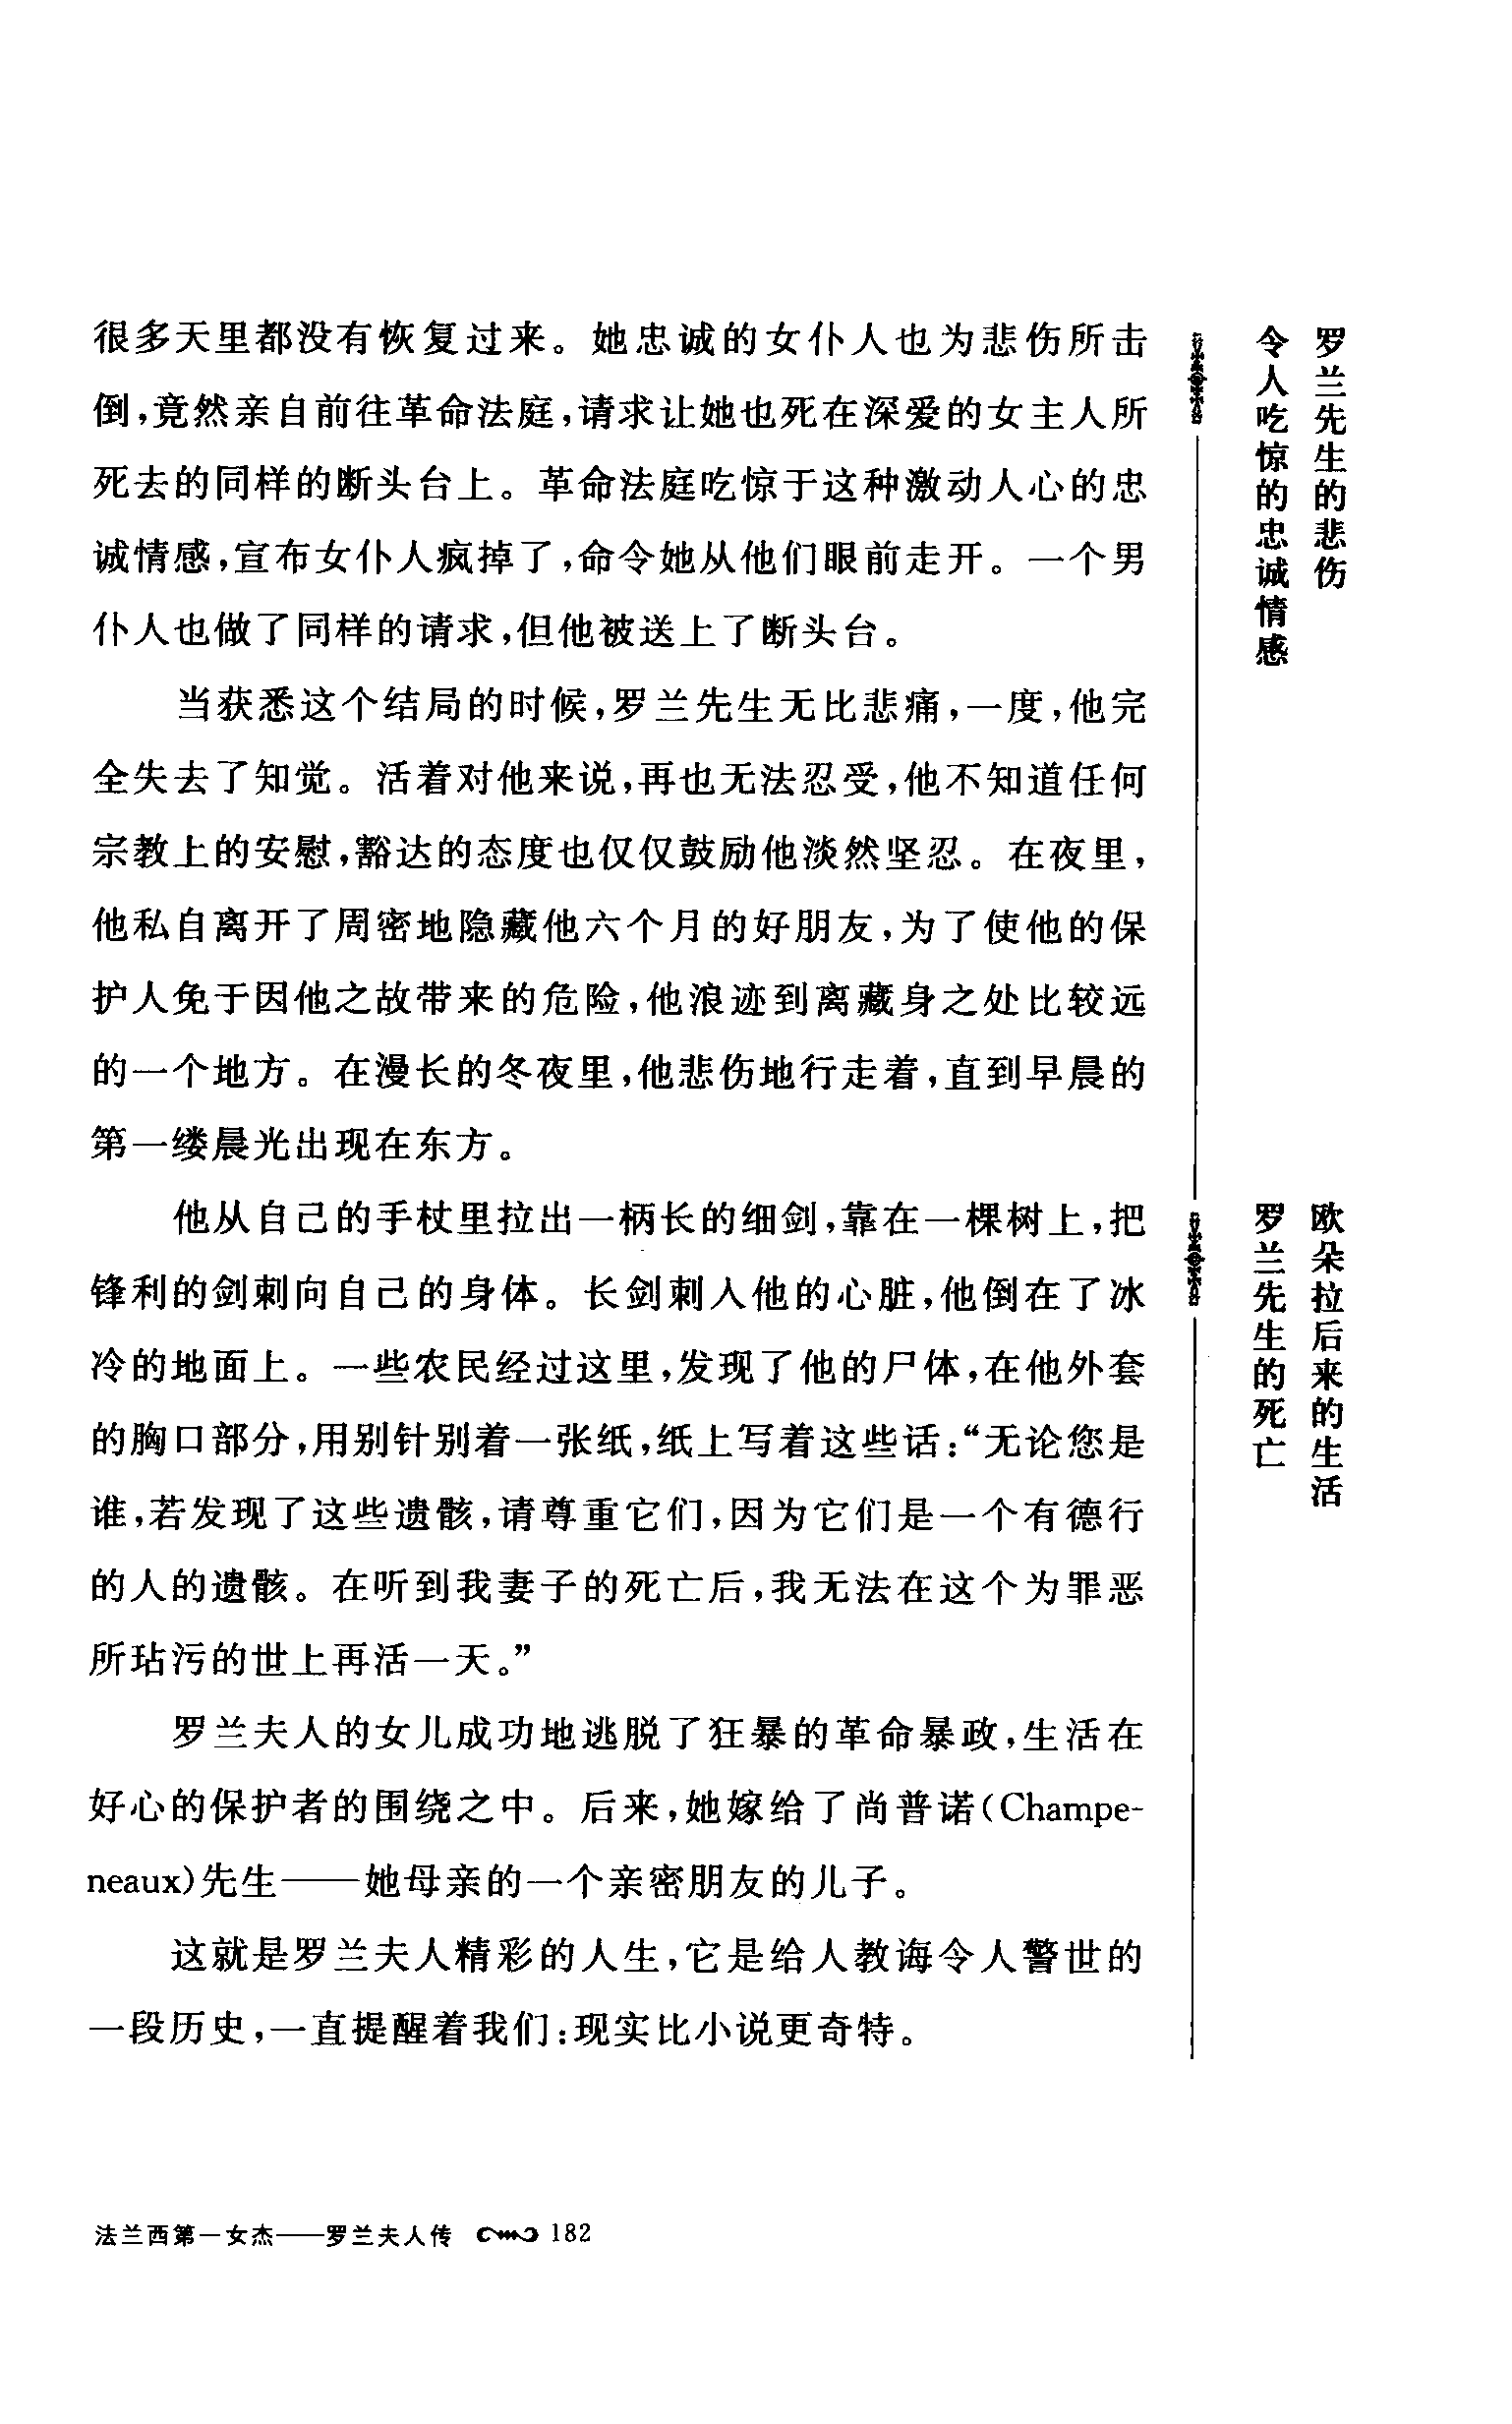 很多天里都没有恢复过来。她忠诚的女仆人也为悲伤所击
倒,竟然亲自前往革命法庭,请求让她也死在深爱的女主人所
死去的同样的断头台上。革命法庭吃惊于这种激动人心的忠
诚情感,宣布女仆人疯掉了,命令她从他们眼前走开。一个男
仆人也做了同样的请求,但他被送上了断头台。
当获悉这个结局的时候,罗兰先生无比悲痛,一度,他完
全失去了知觉。活着对他来说,再也无法忍受,他不知道任何
宗教上的安慰,豁达的态度也仅仅鼓励他淡然坚忍。在夜里,
他私自离开了周密地隐藏他六个月的好朋友,为了使他的保
护人免于因他之故带来的危险,他浪迹到离藏身之处比较远
的一个地方。在漫长的冬夜里,他悲伤地行走着,直到早晨的
第一缕晨光出现在东方。
他从自己的手杖里拉出一柄长的细剑,靠在一棵树上,把
锋利的剑刺向自己的身体。长剑刺入他的心脏,他倒在了冰
冷的地面上。一些农民经过这里,发现了他的尸体,在他外套
的胸口部分,用别针别着一张纸,纸上写着这些话:“无论您是
谁,若发现了这些遗骸,请尊重它们,因为它们是一个有德行
的人的遗骸。在听到我妻子的死亡后,我无法在这个为罪恶
所玷污的世上再活一天。”
罗兰夫人的女儿成功地逃脱了狂暴的革命暴政,生活在
好心的保护者的围绕之中。后来,她嫁给了尚普诺(Champe-
neaux)先生——她母亲的一个亲密朋友的儿子。
这就是罗兰夫人精彩的人生,它是给人教诲令人警世的
一段历史,一直提醒着我们:现实比小说更奇特。
罗兰先生的悲伤
令人吃惊的忠诚情感
欧朵拉后来的生活
罗兰先生的死亡
法兰西第一女杰——罗兰夫人传 182